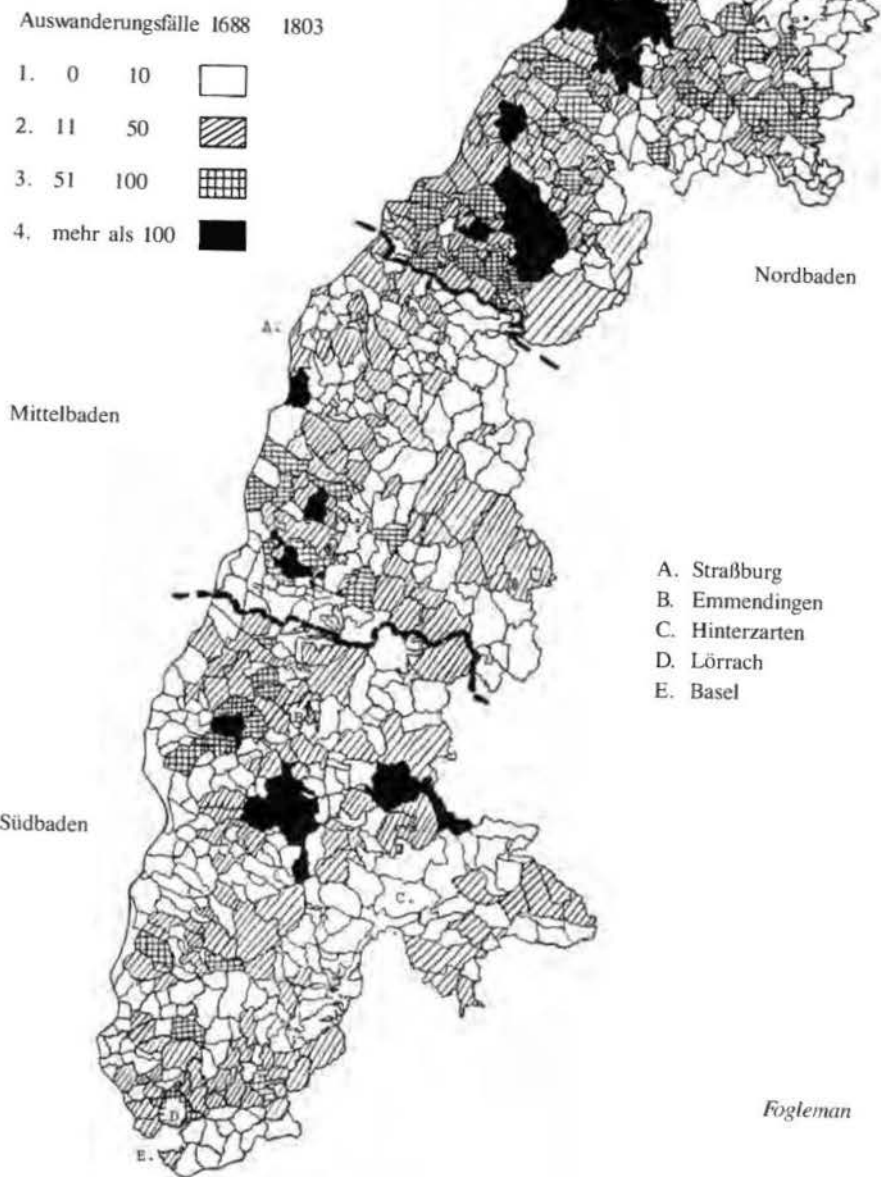 Auswanderungsfälle 1688 1803
1. 0 10
2. 11 50
3. 51 100
4. mehr als 100
Nordbaden
A.
Mittelbaden
A. Straßburg
B. Emmendingen
C. Hinterzarten
D. Lörrach
E. Basel
B
Südbaden
C.
D
Fogleman
E.